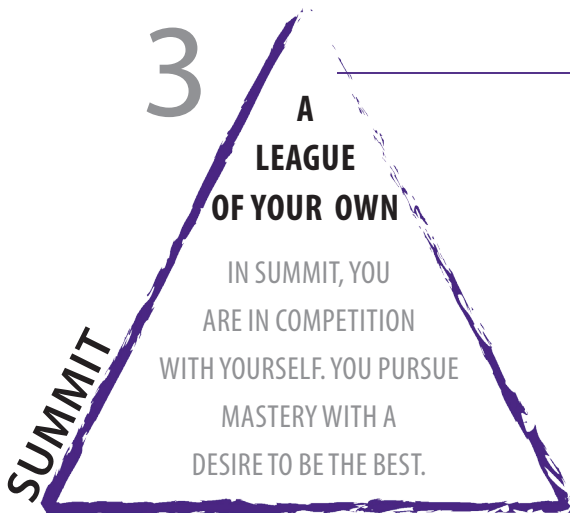 3
A
LEAGUE
OF YOUR OWN
IN SUMMIT, YOU
ARE IN COMPETITION
WITH YOURSELF. YOU PURSUE
MASTERY WITH A
DESIRE TO BE THE BEST.
SUMMIT